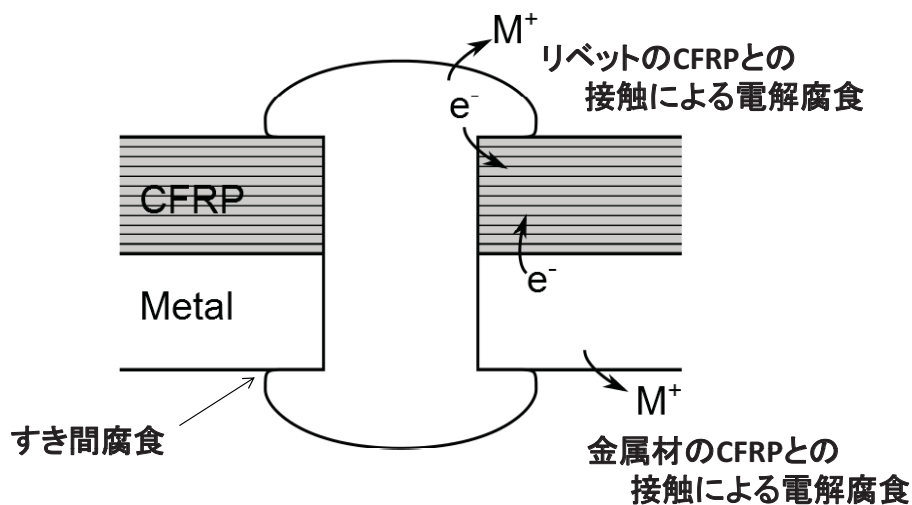 M⁺
リベットのCFRPとの
接触による電解腐食
e⁻
CFRP
e⁻
Metal
M⁺
すき間腐食
金属材のCFRPとの
接触による電解腐食